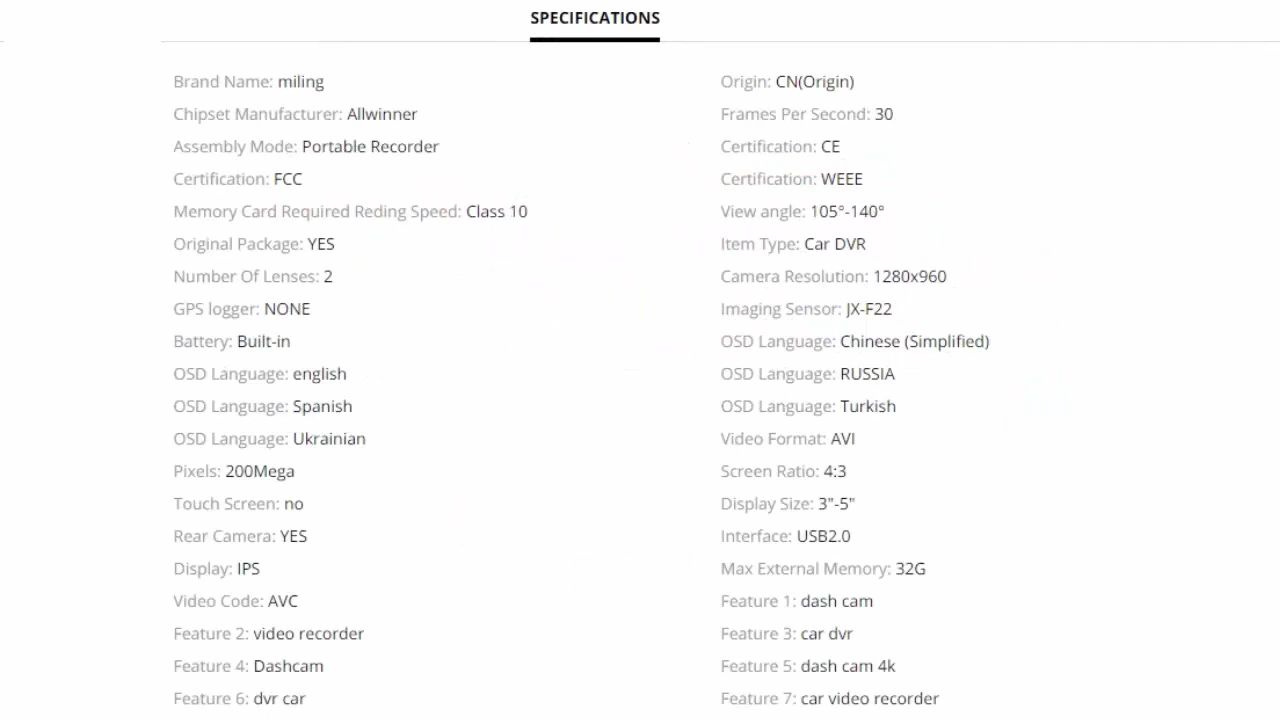 SPECIFICATIONS
Brand Name: miling
Origin: CN(Origin)
Chipset Manufacturer: Allwinner
Frames Per Second: 30
Assembly Mode: Portable Recorder
Certification: CE
Certification: FCC
Certification: WEEE
Memory Card Required Reding Speed: Class 10
View angle: 105°-140°
Original Package: YES
Item Type: Car DVR
Number Of Lenses: 2
Camera Resolution: 1280x960
GPS logger: NONE
Imaging Sensor: JX-F22
Battery: Built-in
OSD Language: Chinese (Simplified)
OSD Language: english
OSD Language: RUSSIA
OSD Language: Spanish
OSD Language: Turkish
OSD Language: Ukrainian
Video Format: AVI
Pixels: 200Mega
Screen Ratio: 4:3
Touch Screen: no
Display Size: 3"-5"
Rear Camera: YES
Interface: USB2.0
Display: IPS
Max External Memory: 32G
Video Code: AVC
Feature 1: dash cam
Feature 2: video recorder
Feature 3: car dvr
Feature 4: Dashcam
Feature 5: dash cam 4k
Feature 6: dvr car
Feature 7: car video recorder